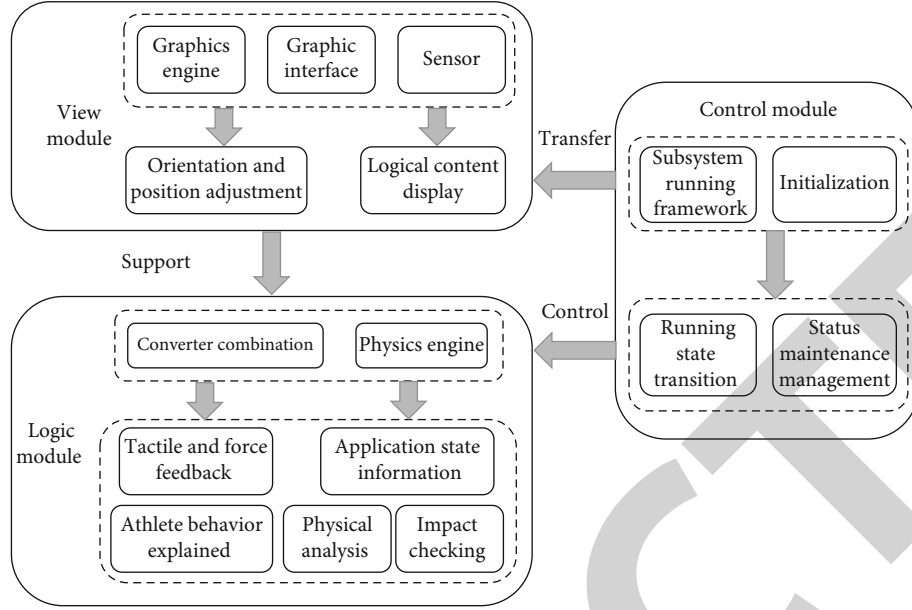 Graphics
engine
Graphic
interface
Sensor
View
module
Orientation and
position adjustment
Logical content
display
Transfer
Control module
Subsystem
running
framework
Initialization
Support
Control
Running
state
transition
Status
maintenance
management
Converter combination
Physics engine
Logic
module
Tactile and force
feedback
Application state
information
Athlete behavior
explained
Physical
analysis
Impact
checking